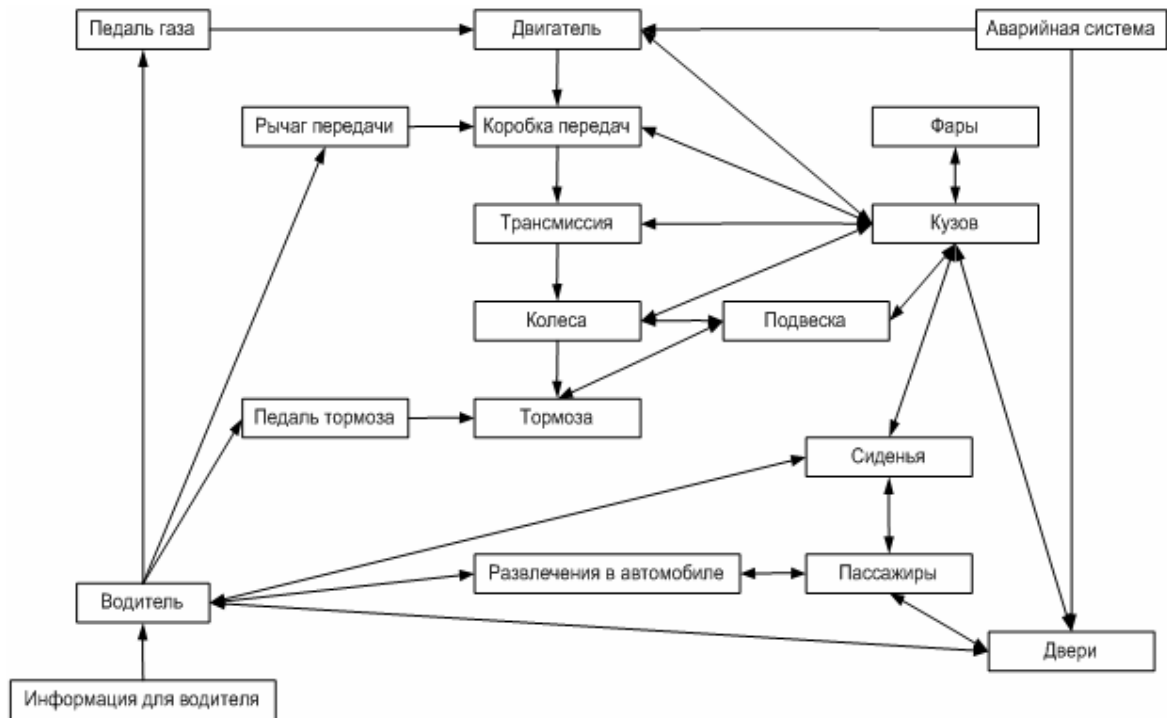 Педаль газа
Двигатель
Аварийная система
Рычаг передачи
Коробка передач
Фары
Трансмиссия
Кузов
Колеса
Подвеска
Педаль тормоза
Тормоза
Сиденья
Развлечения в автомобиле
Пассажиры
Водитель
Двери
Информация для водителя